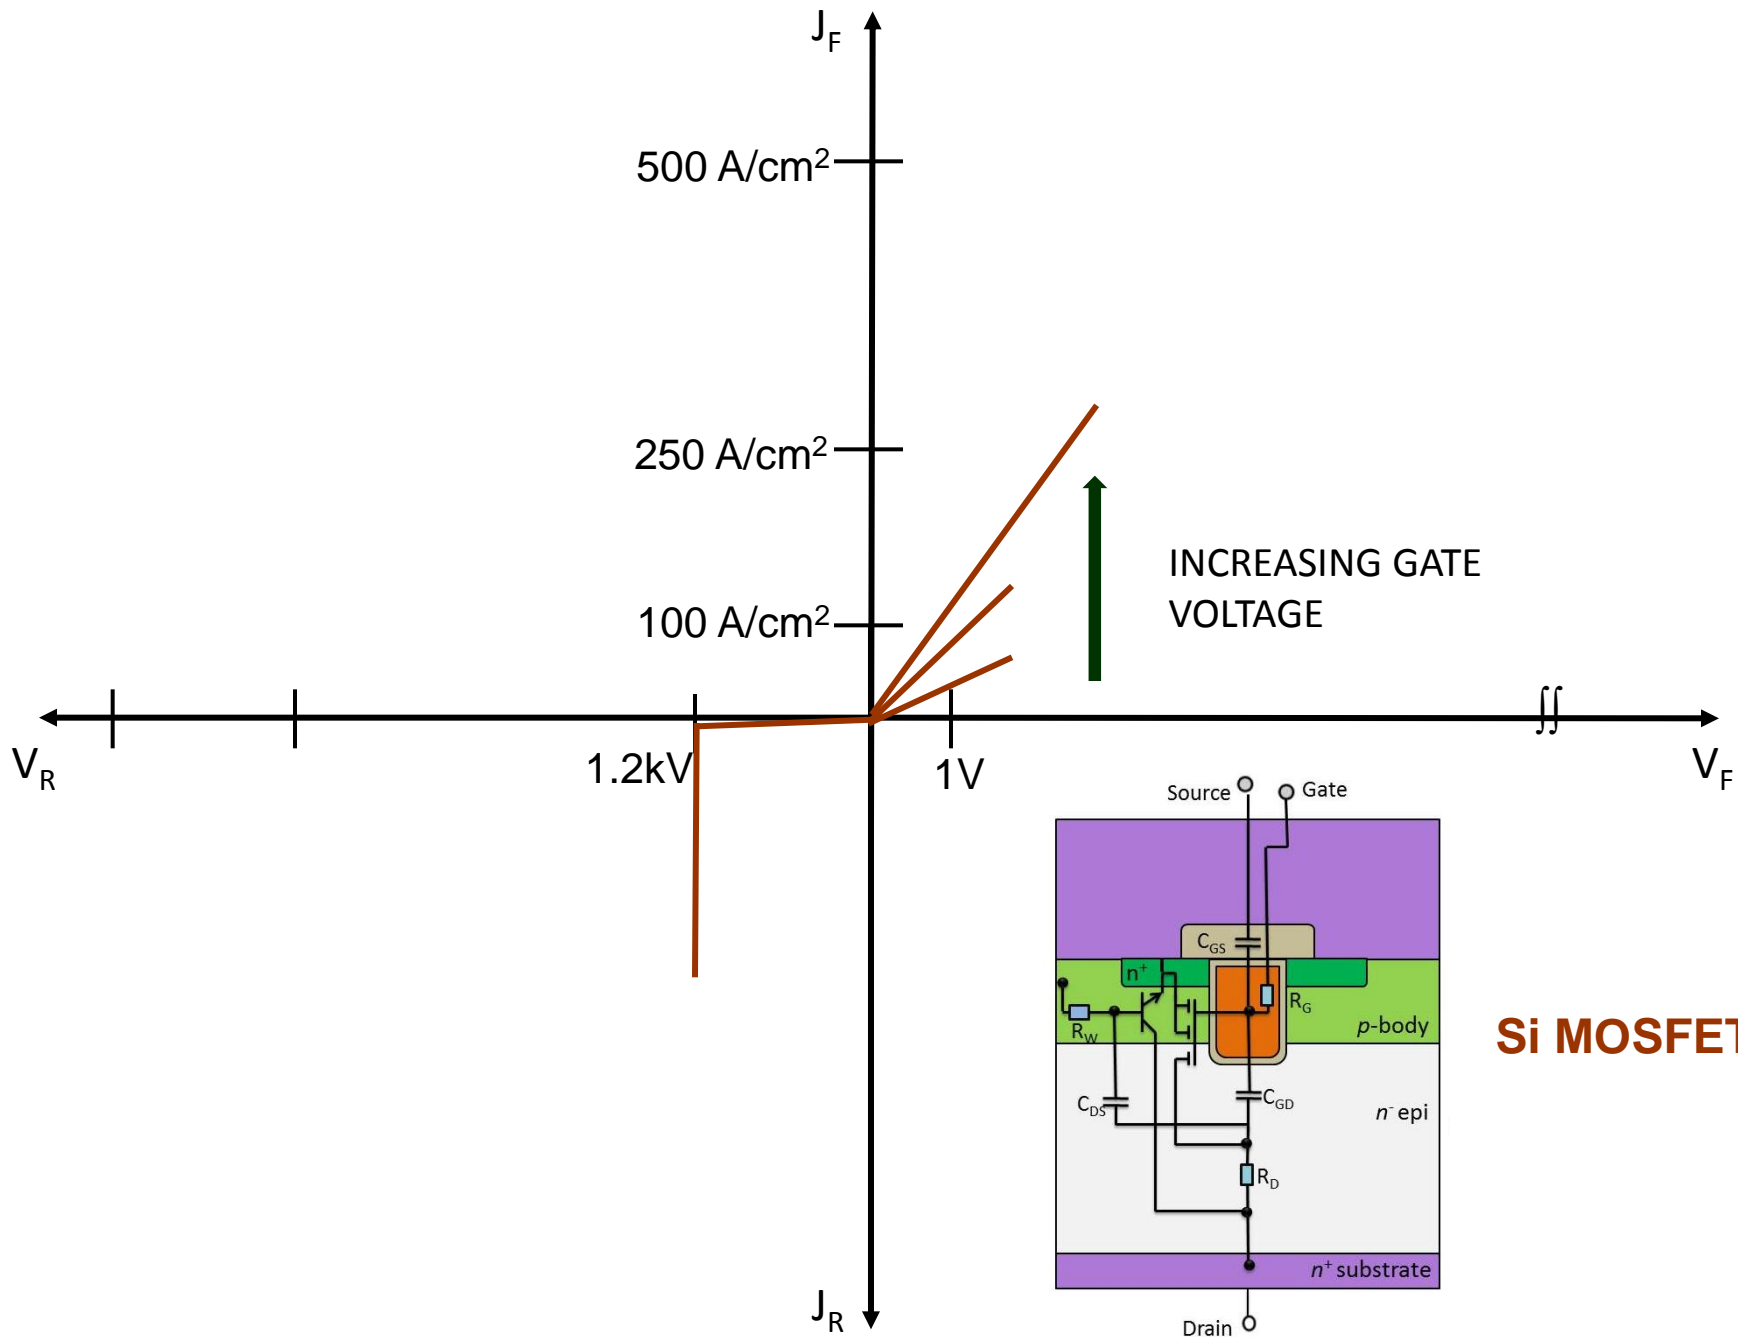 J_F
500 A/cm²
250 A/cm²
INCREASING GATE
VOLTAGE
100 A/cm²
V_R
1.2kV
1V
V_F
Source
Gate
C_GS
n⁺
R_G
R_W
p-body
Si MOSFET
C_DS
C_GD
n⁻ epi
R_D
n⁺ substrate
J_R
Drain